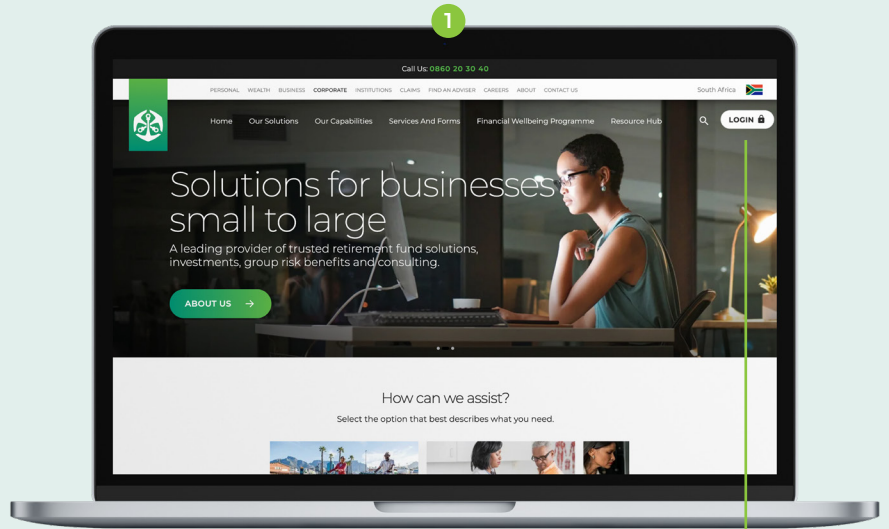 1
Call Us: 0860 20 30 40
PERSONAL WEALTH BUSINESS CORPORATE INSTITUTIONS CLAIMS FIND AN ADVISER CAREERS ABOUT CONTACT US South Africa
Home Our Solutions Our Capabilities Services And Forms Financial Wellbeing Programme Resource Hub LOGIN
Solutions for businesses
small to large
A leading provider of trusted retirement fund solutions,
investments, group risk benefits and consulting.
ABOUT US
How can we assist?
Select the option that best describes what you need.